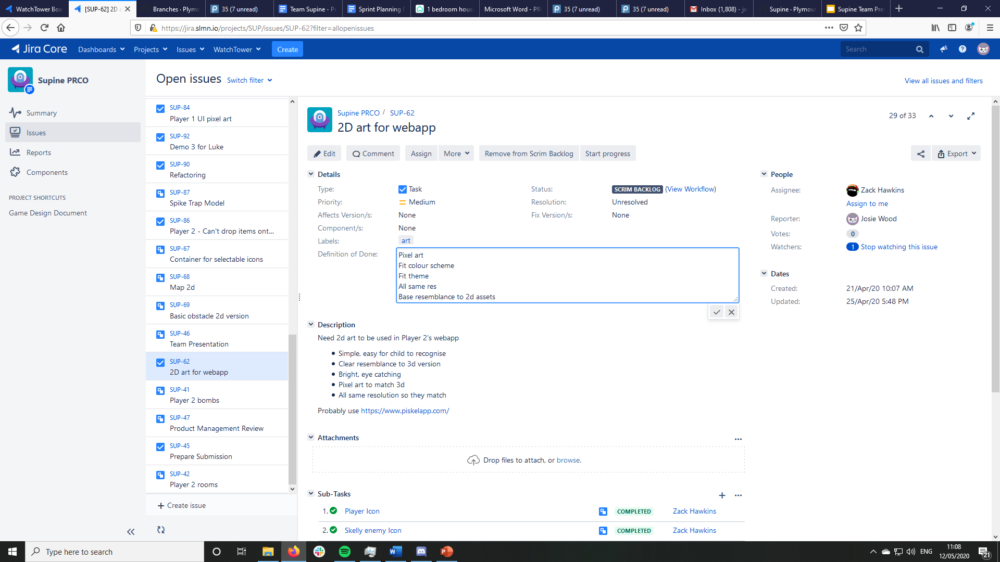 WatchTower Boa
[SUP-62] 2D a
Branches · Plymo
35 (7 unread)
Team Supine - Pr
Sprint Planning D
1 bedroom hous
Microsoft Word - PR
35 (7 unread)
35 (7 unread)
Inbox (1,808) - jo
Supine · Plymout
Supine Team Pres
https://jira.slmn.io/projects/SUP/issues/SUP-62?filter=allopenissues
Jira Core
Dashboards
Projects
Issues
WatchTower
Create
Search
Supine PRCO
Summary
Issues
Reports
Components
PROJECT SHORTCUTS
Game Design Document
Open issues
Switch filter
View all issues and filters
SUP-84
Player 1 UI pixel art
SUP-92
Demo 3 for Luke
SUP-90
Refactoring
SUP-87
Spike Trap Model
SUP-86
Player 2 - Can't drop items ont...
SUP-67
Container for selectable icons
SUP-68
Map 2d
SUP-69
Basic obstacle 2d version
SUP-46
Team Presentation
SUP-62
2D art for webapp
SUP-41
Player 2 bombs
SUP-47
Product Management Review
SUP-45
Prepare Submission
SUP-42
Player 2 rooms
+ Create issue
Supine PRCO / SUP-62
2D art for webapp
29 of 33
Edit
Comment
Assign
More
Remove from Scrim Backlog
Start progress
Export
Details
Type: Task
Priority: Medium
Affects Version/s: None
Component/s: None
Labels: art
Definition of Done:
Status: SCRIM BACKLOG (View Workflow)
Resolution: Unresolved
Fix Version/s: None
Pixel art
Fit colour scheme
Fit theme
All same res
Base resemblance to 2d assets
Description
Need 2d art to be used in Player 2's webapp
• Simple, easy for child to recognise
• Clear resemblance to 3d version
• Bright, eye catching
• Pixel art to match 3d
• All same resolution so they match
Probably use https://www.piskelapp.com/
Attachments
Drop files to attach, or browse.
Sub-Tasks
1. Player Icon COMPLETED Zack Hawkins
2. Skelly enemy Icon COMPLETED Zack Hawkins
People
Assignee: Zack Hawkins
Assign to me
Reporter: Josie Wood
Votes: 0
Watchers: 1 Stop watching this issue
Dates
Created: 21/Apr/20 10:07 AM
Updated: 25/Apr/20 5:48 PM
Type here to search
ENG
11:08
12/05/2020
21